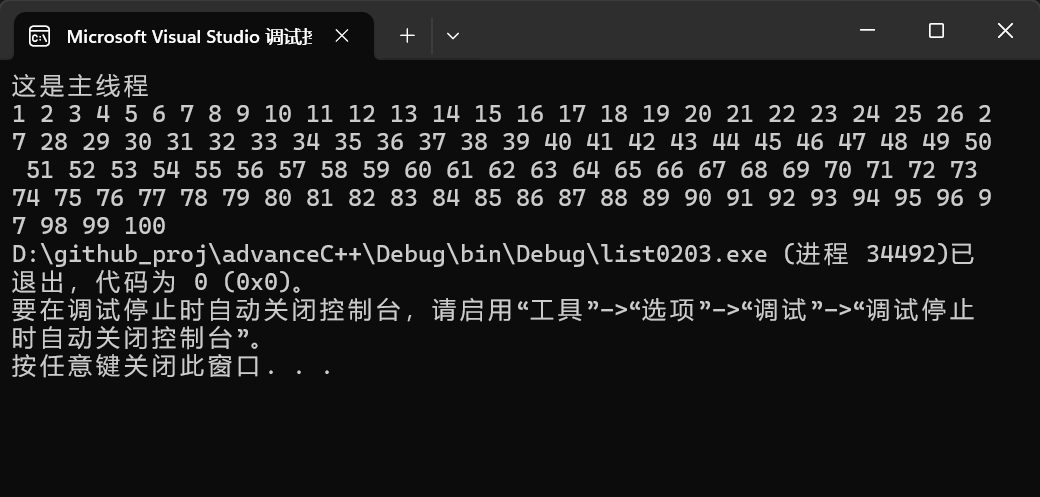 Microsoft Visual Studio 调试控
这是主线程
1 2 3 4 5 6 7 8 9 10 11 12 13 14 15 16 17 18 19 20 21 22 23 24 25 26 2
7 28 29 30 31 32 33 34 35 36 37 38 39 40 41 42 43 44 45 46 47 48 49 50
 51 52 53 54 55 56 57 58 59 60 61 62 63 64 65 66 67 68 69 70 71 72 73
74 75 76 77 78 79 80 81 82 83 84 85 86 87 88 89 90 91 92 93 94 95 96 9
7 98 99 100
D:\github_proj\advanceC++\Debug\bin\Debug\list0203.exe (进程 34492)已
退出，代码为 0 (0x0)。
要在调试停止时自动关闭控制台，请启用“工具”->“选项”->“调试”->“调试停止
时自动关闭控制台”。
按任意键关闭此窗口. . .